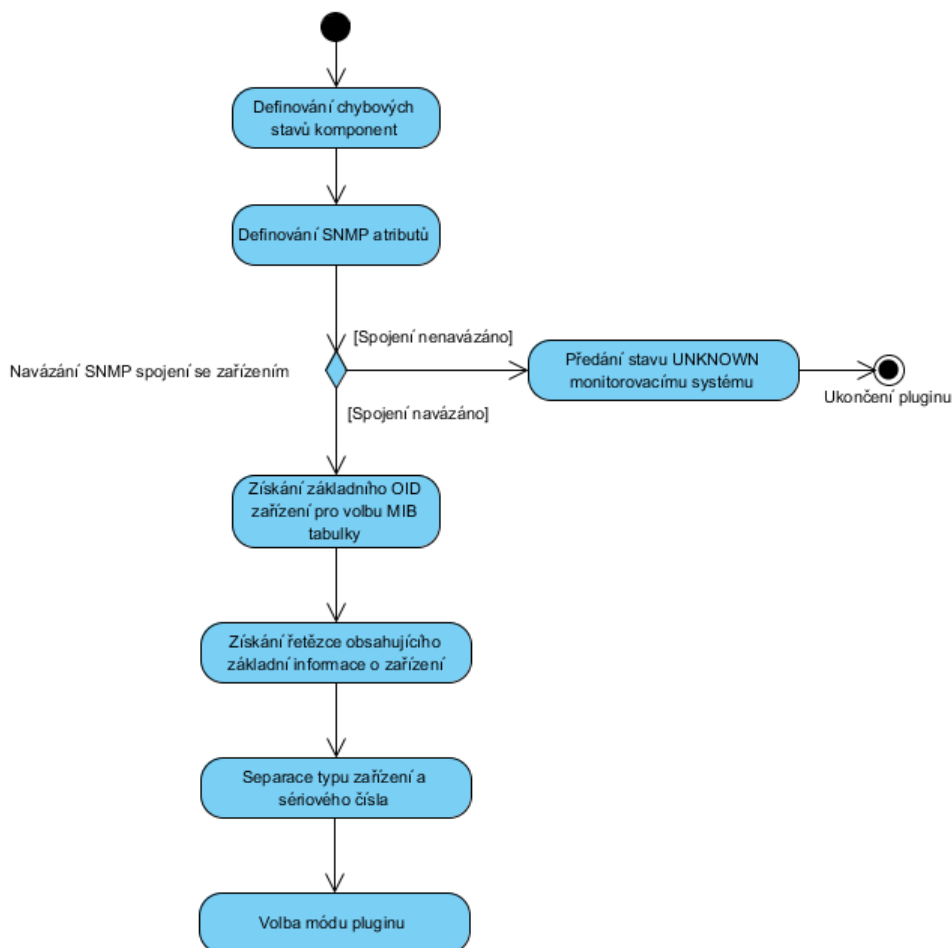 Definování chybových
stavů komponent
Definování SNMP atributů
[Spojení nenavázáno]
Navázání SNMP spojení se zařízením
Předání stavu UNKNOWN
monitorovacímu systému
Ukončení pluginu
[Spojení navázáno]
Získání základního OID
zařízení pro volbu MIB
tabulky
Získání řetězce obsahujícího
základní informace o zařízení
Separace typu zařízení a
sériového čísla
Volba módu pluginu